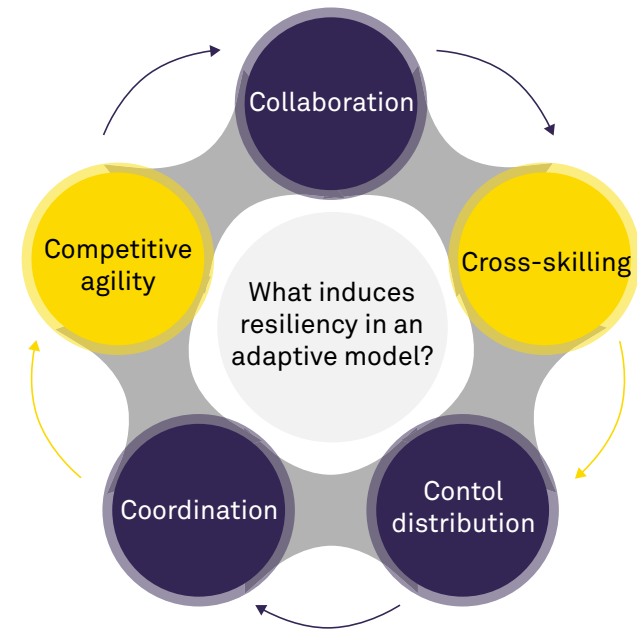 Collaboration
Cross-skilling
Contol
distribution
Coordination
Competitive
agility
What induces
resiliency in an
adaptive model?